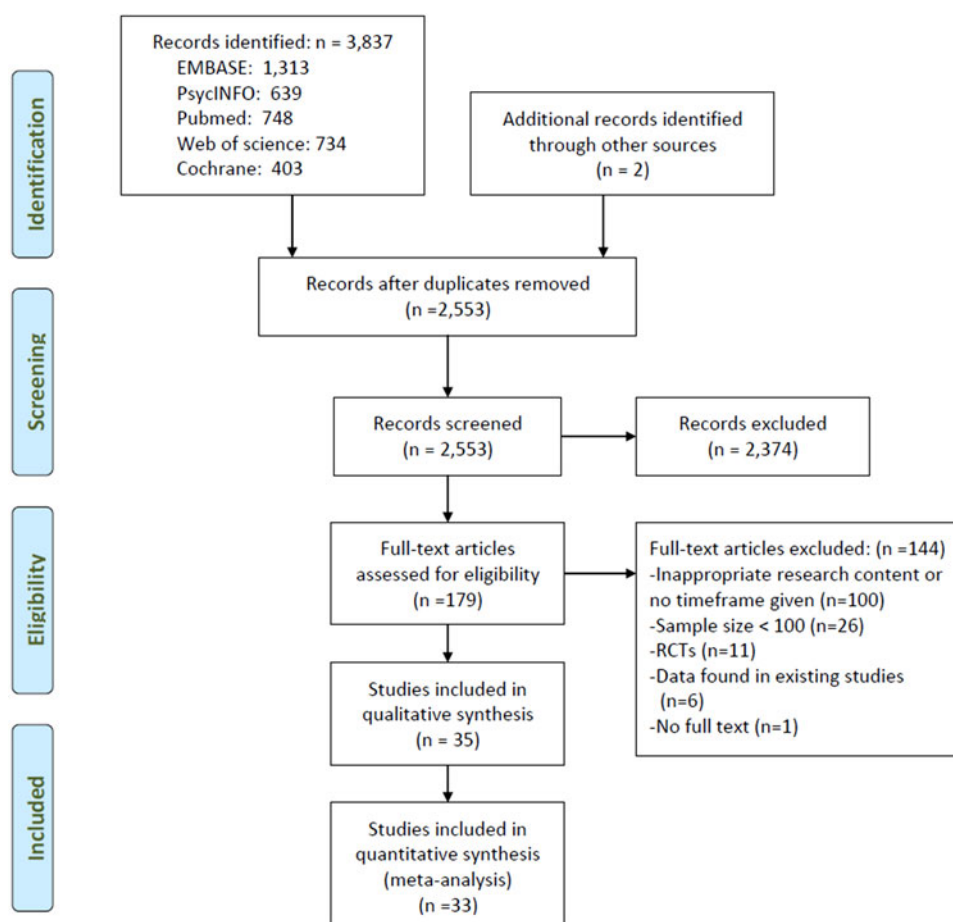 Records identified: n = 3,837
EMBASE: 1,313
PsycINFO: 639
Pubmed: 748
Web of science: 734
Cochrane: 403
Additional records identified
through other sources
(n = 2)
Identification
Records after duplicates removed
(n =2,553)
Screening
Records screened
(n = 2,553)
Records excluded
(n = 2,374)
Eligibility
Full-text articles
assessed for eligibility
(n =179)
Full-text articles excluded: (n =144)
-Inappropriate research content or
no timeframe given (n=100)
-Sample size < 100 (n=26)
-RCTs (n=11)
-Data found in existing studies
(n=6)
-No full text (n=1)
Studies included in
qualitative synthesis
(n = 35)
Included
Studies included in
quantitative synthesis
(meta-analysis)
(n =33)